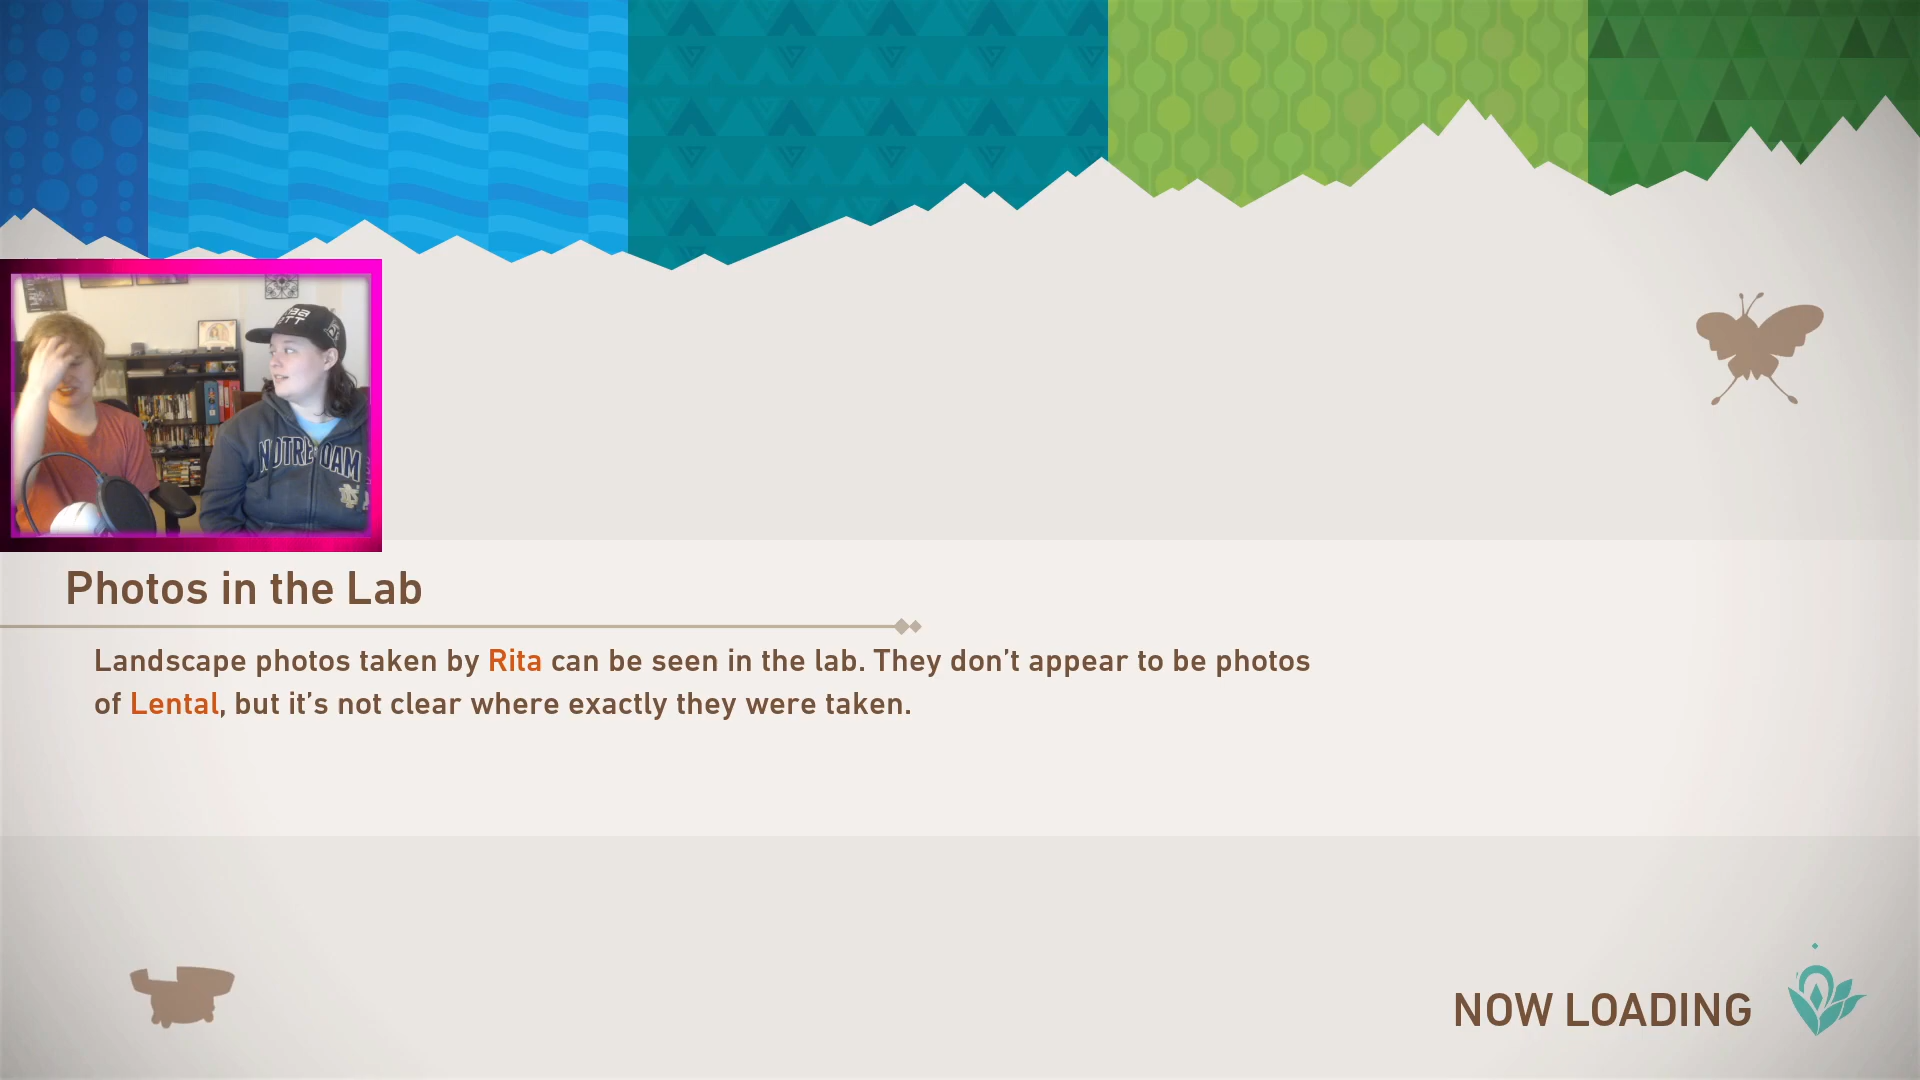 NOTRE DAM
Photos in the Lab
Landscape photos taken by Rita can be seen in the lab. They don't appear to be photos
of Lental, but it's not clear where exactly they were taken.
NOW LOADING